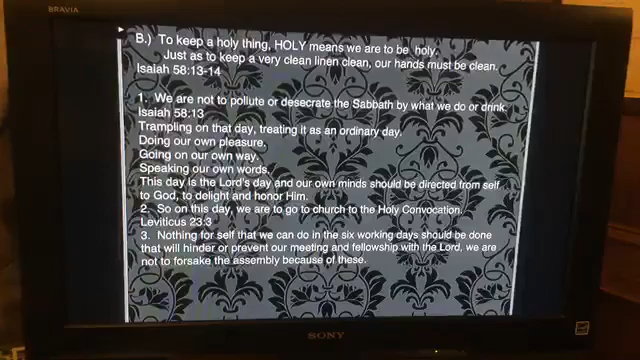 BRAVIA
B.) To keep a holy thing, HOLY means we are to be holy.
Just as to keep a very clean linen clean, our hands must be clean.
Isaiah 58:13-14
1. We are not to pollute or desecrate the Sabbath by what we do or drink.
Isaiah 58:13
Trampling on that day, treating it as an ordinary day.
Doing our own pleasure,
Going on our own way.
Speaking our own words.
This day is the Lord's day and our own minds should be directed from self
to God, to delight and honor Him.
2. So on this day, we are to go to church to the Holy Convocation.
Leviticus 23:3
3. Nothing for self that we can do in the six working days should be done
that will hinder or prevent our meeting and fellowship with the Lord, we are
not to forsake the assembly because of these.
SONY